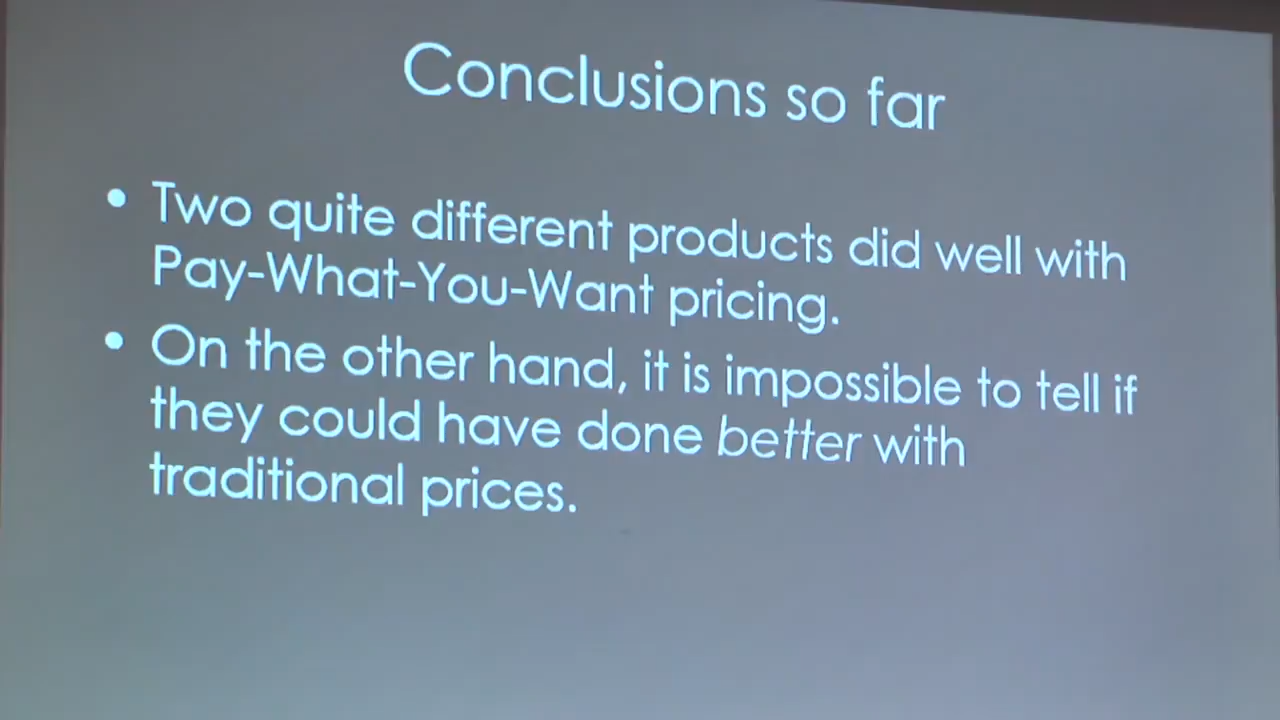 Conclusions so far
• Two quite different products did well with
Pay-What-You-Want pricing.
• On the other hand, it is impossible to tell if
they could have done better with
traditional prices.